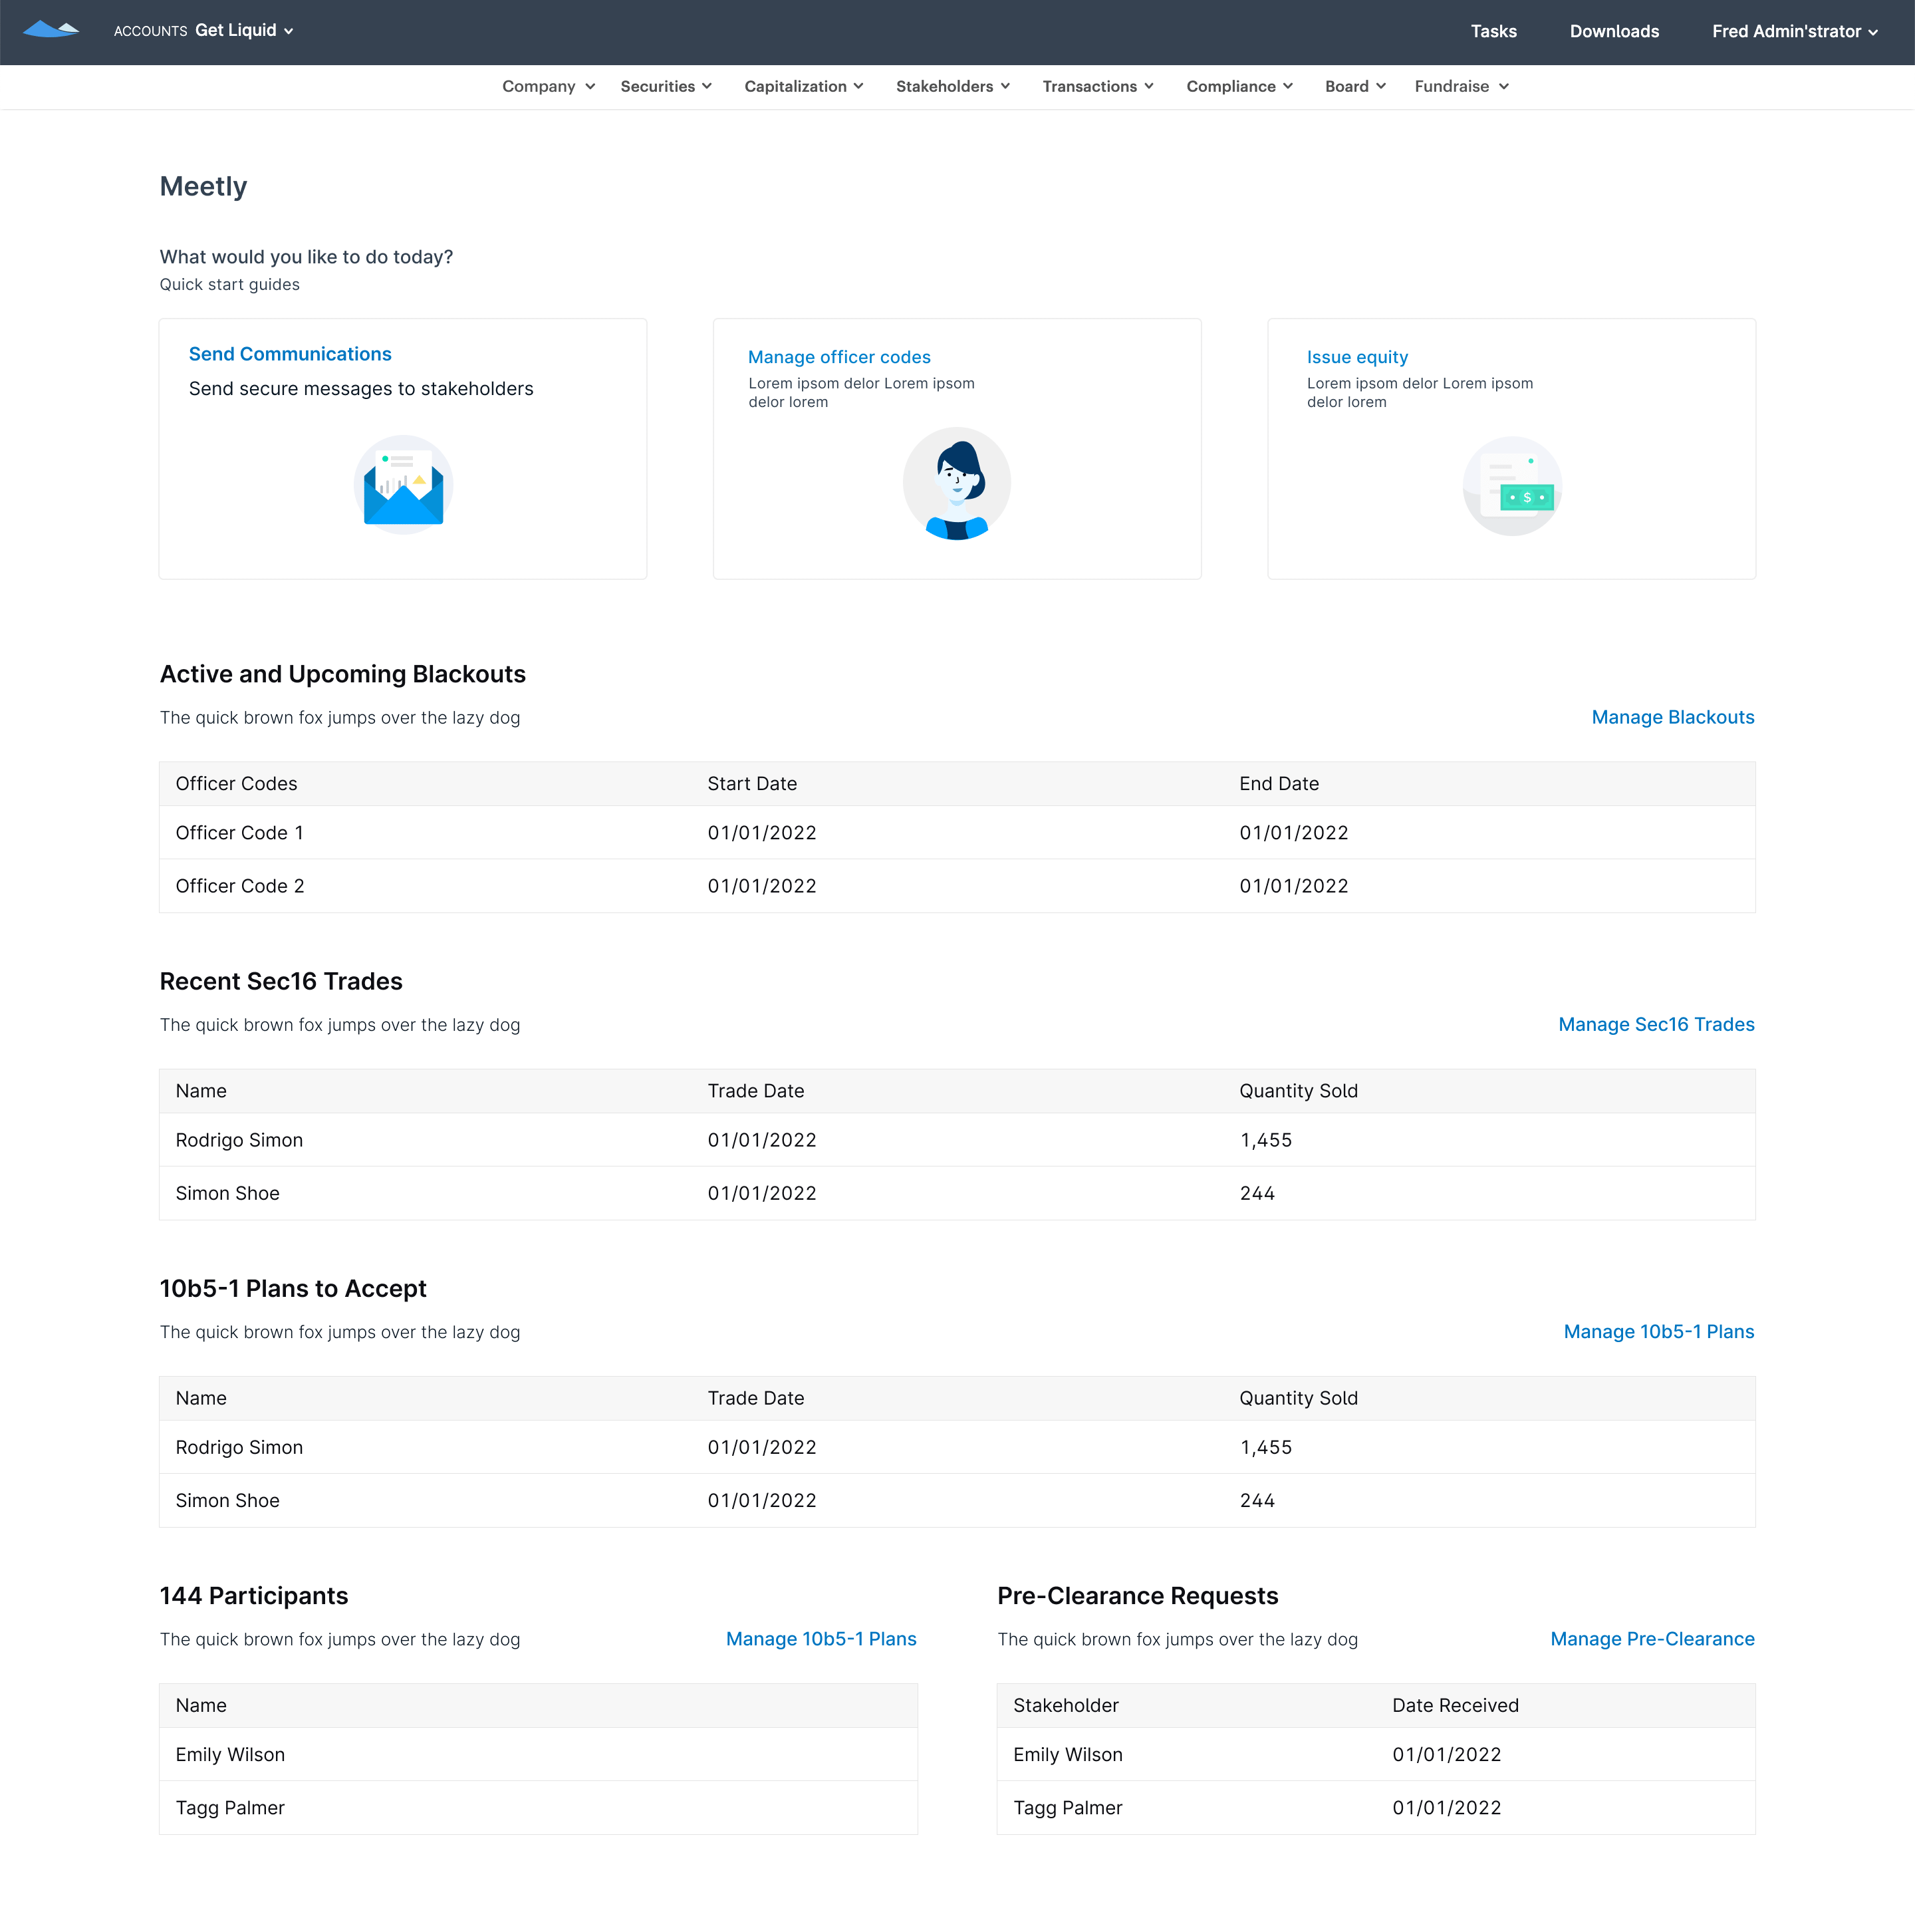 ACCOUNTS Get Liquid
Tasks Downloads Fred Admin'strator
Company Securities Capitalization Stakeholders Transactions Compliance Board Fundraise
Meetly
What would you like to do today?
Quick start guides
Send Communications
Send secure messages to stakeholders
Manage officer codes
Lorem ipsom delor Lorem ipsom
delor lorem
Issue equity
Lorem ipsom delor Lorem ipsom
delor lorem
$
Active and Upcoming Blackouts
The quick brown fox jumps over the lazy dog
Manage Blackouts
Officer Codes Start Date End Date
Officer Code 1 01/01/2022 01/01/2022
Officer Code 2 01/01/2022 01/01/2022
Recent Sec16 Trades
The quick brown fox jumps over the lazy dog
Manage Sec16 Trades
Name Trade Date Quantity Sold
Rodrigo Simon 01/01/2022 1,455
Simon Shoe 01/01/2022 244
10b5-1 Plans to Accept
The quick brown fox jumps over the lazy dog
Manage 10b5-1 Plans
Name Trade Date Quantity Sold
Rodrigo Simon 01/01/2022 1,455
Simon Shoe 01/01/2022 244
144 Participants
The quick brown fox jumps over the lazy dog
Manage 10b5-1 Plans
Name
Emily Wilson
Tagg Palmer
Pre-Clearance Requests
The quick brown fox jumps over the lazy dog
Manage Pre-Clearance
Stakeholder Date Received
Emily Wilson 01/01/2022
Tagg Palmer 01/01/2022